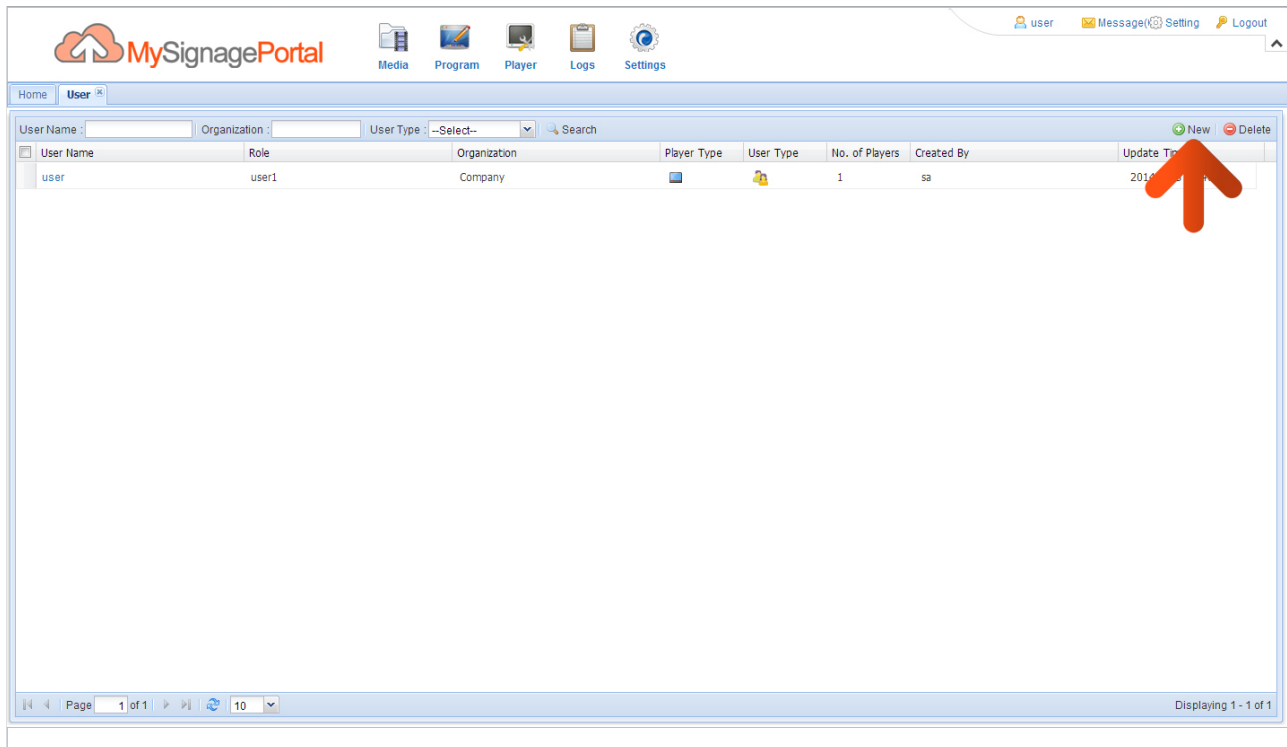 MySignagePortal
Media Program Player Logs Settings
user Message( Setting Logout
Home User
User Name : Organization : User Type : --Select-- Search New Delete
User Name Role Organization Player Type User Type No. of Players Created By Update
user user1 Company 1 sa
Page 1 of 1 10 Displaying 1 - 1 of 1